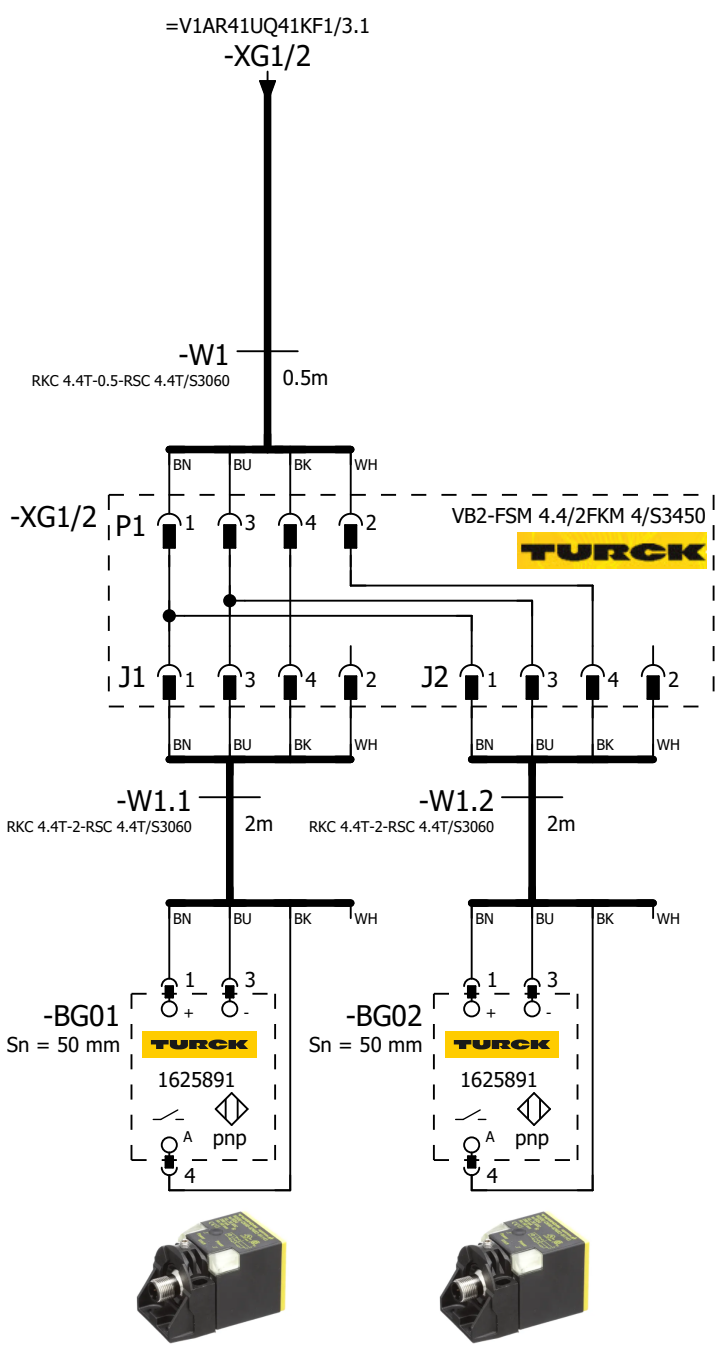 =V1AR41UQ41KF1/3.1
-XG1/2
-W1
RKC 4.4T-0.5-RSC 4.4T/S3060
0.5m
BN BU BK WH
-XG1/2 P1 1 3 4 2 VB2-FSM 4.4/2FKM 4/S3450
TURCK
J1 1 3 4 2 J2 1 3 4 2
BN BU BK WH BN BU BK WH
-W1.1 -W1.2
RKC 4.4T-2-RSC 4.4T/S3060 2m RKC 4.4T-2-RSC 4.4T/S3060 2m
BN BU BK WH BN BU BK WH
1 3 1 3
-BG01 + - -BG02 + -
Sn = 50 mm TURCK Sn = 50 mm TURCK
1625891 1625891
A pnp A pnp
4 4